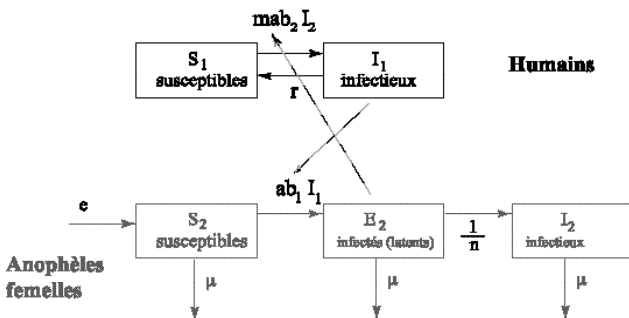 mab₂ I₂
S₁
susceptibles
I₁
infectieux
Humains
r
ab₁ I₁
e
S₂
susceptibles
E₂
infectés (latents)
1
n
I₂
infectieux
Anophèles
femelles
μ
μ
μ